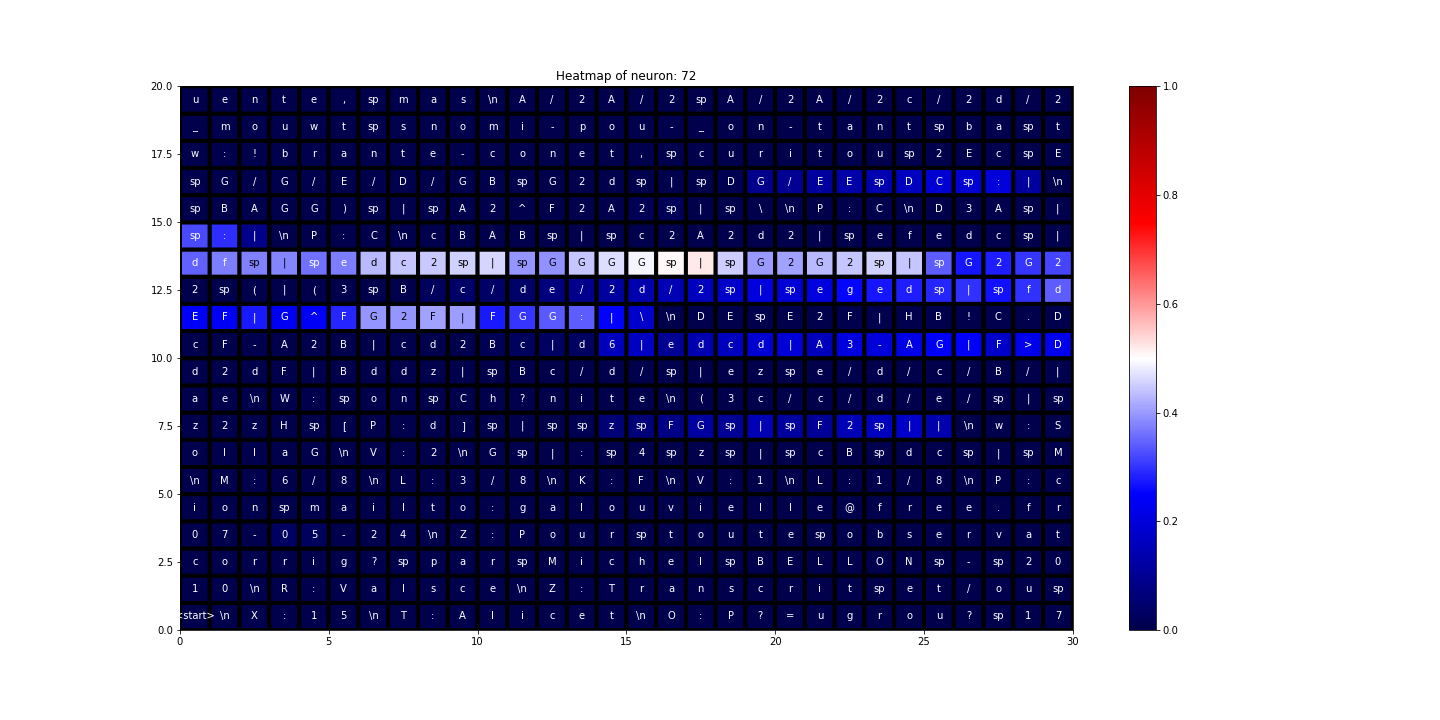 Heatmap of neuron: 72
20.0 u e n t e , sp m a s \n A / 2 A / 2 sp A / 2 A / 2 c / 2 d / 2 1.0
_ m o u w t sp s n o m i - p o u - _ o n - t a n t sp b a sp t
17.5 w : ! b r a n t e - c o n e t , sp c u r i t o u sp 2 E c sp E
sp G / G / E / D / G B sp G 2 d sp | sp D G / E E sp D C sp : | \n 0.8
15.0 sp B A G G ) sp | sp A 2 ^ F 2 A 2 sp | sp \ \n P : C \n D 3 A sp |
sp : | \n P : C \n c B A B sp | sp c 2 A 2 d 2 | sp e f e d c sp |
d f sp | sp e d c 2 sp | sp G G G G sp | sp G 2 G 2 sp | sp G 2 G 2 0.6
12.5 2 sp ( | ( 3 sp B / c / d e / 2 d / 2 sp | sp e g e d sp | sp f d
E F | G ^ F G 2 F | F G G : | \ \n D E sp E 2 F | H B ! C . D
10.0 c F - A 2 B | c d 2 B c | d 6 | e d c d | A 3 - A G | F > D
d 2 d F | B d d z | sp B c / d / sp | e z sp e / d / c / B / | 0.4
a e \n W : sp o n sp C h ? n i t e \n ( 3 c / c / d / e / sp | sp
7.5 z 2 z H sp [ P : d ] sp | sp sp z sp F G sp | sp F 2 sp | | \n w : S
o l l a G \n V : 2 \n G sp | : sp 4 sp z sp | sp c B sp d c sp | sp M
5.0 \n M : 6 / 8 \n L : 3 / 8 \n K : F \n V : 1 \n L : 1 / 8 \n P : c 0.2
i o n sp m a i l t o : g a l o u v i e l l e @ f r e e . f r
0 7 - 0 5 - 2 4 \n Z : P o u r sp t o u t e sp o b s e r v a t
2.5 c o r r i g ? sp p a r sp M i c h e l sp B E L L O N sp - sp 2 0
1 0 \n R : V a l s c e \n Z : T r a n s c r i t sp e t / o u sp
0.0 <start> \n X : 1 5 \n T : A l i c e t \n O : P ? = u g r o u ? sp 1 7 0.0
0 5 10 15 20 25 30